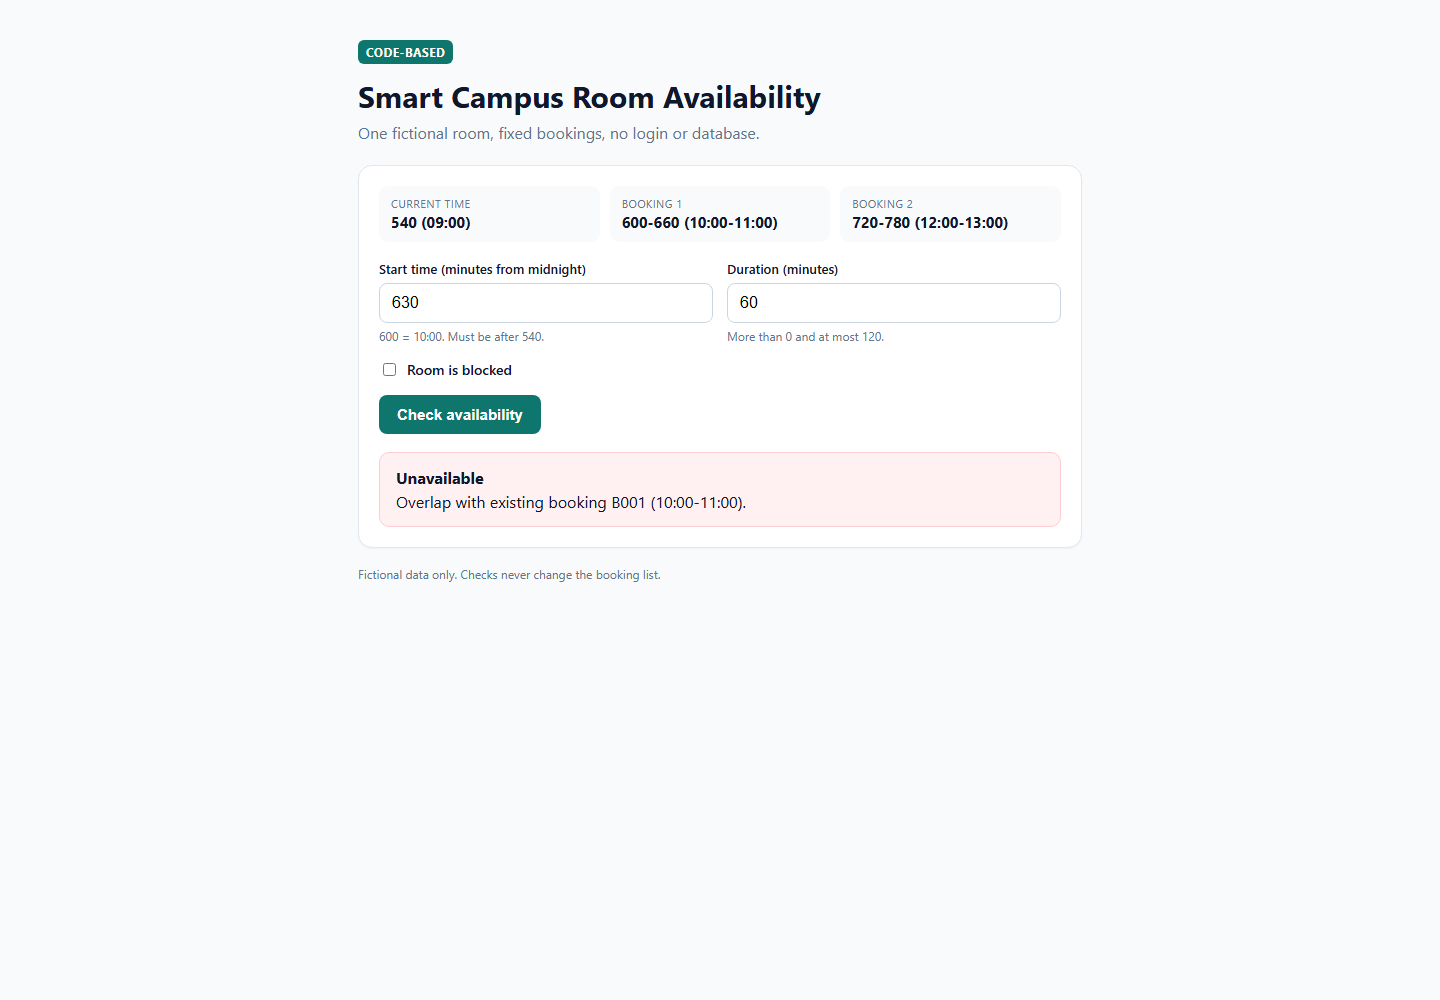 CODE-BASED
Smart Campus Room Availability
One fictional room, fixed bookings, no login or database.
CURRENT TIME
540 (09:00)
BOOKING 1
600-660 (10:00-11:00)
BOOKING 2
720-780 (12:00-13:00)
Start time (minutes from midnight)
630
600 = 10:00. Must be after 540.
Duration (minutes)
60
More than 0 and at most 120.
Room is blocked
Check availability
Unavailable
Overlap with existing booking B001 (10:00-11:00).
Fictional data only. Checks never change the booking list.